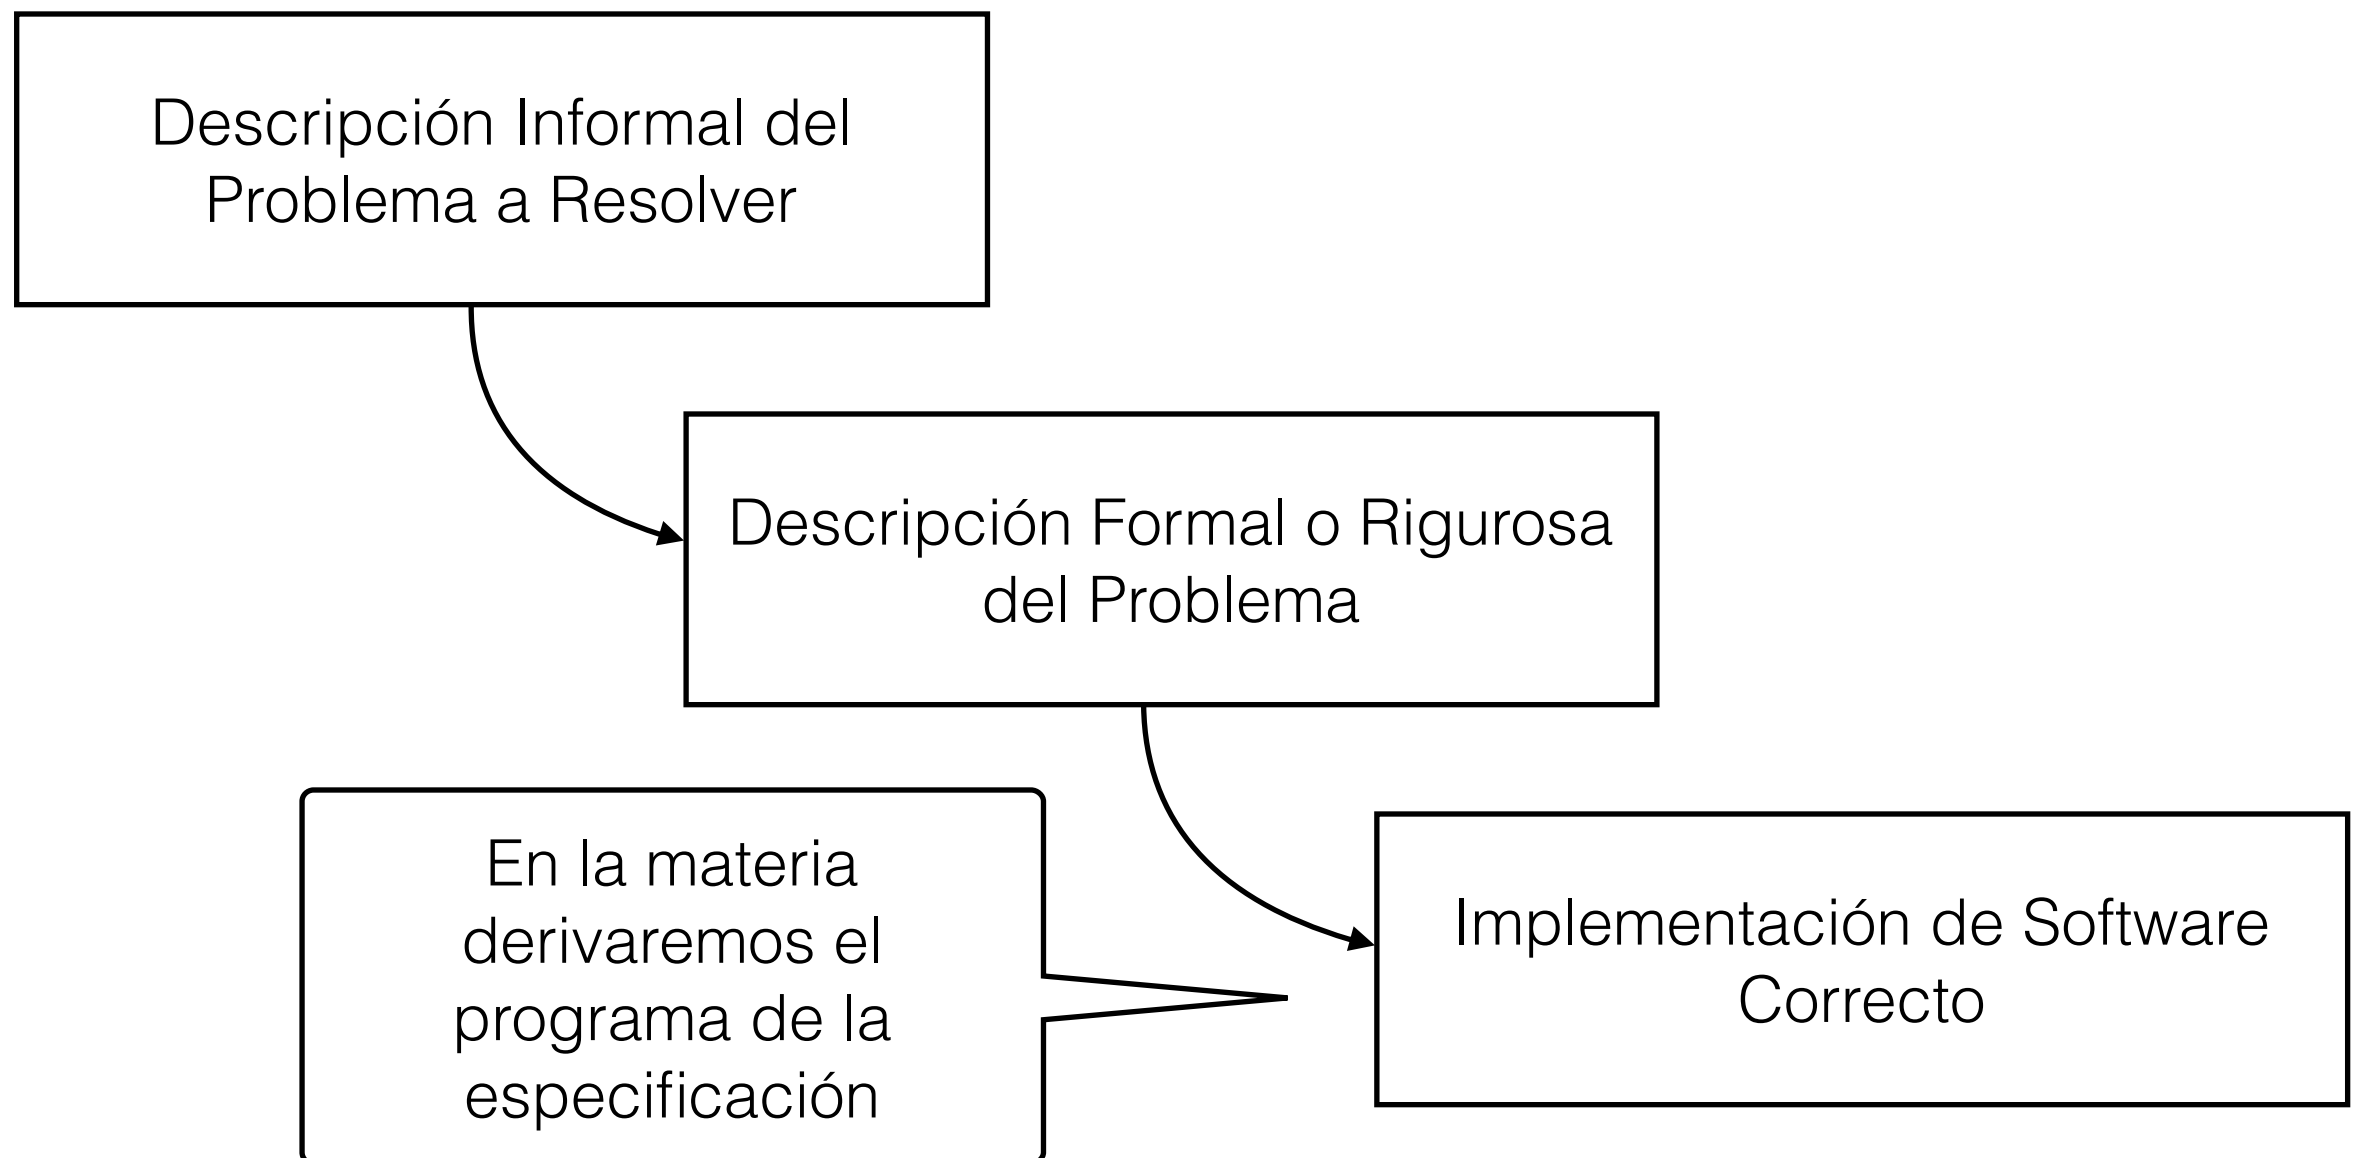 Descripción Informal del
Problema a Resolver
Descripción Formal o Rigurosa
del Problema
En la materia
derivaremos el
programa de la
especificación
Implementación de Software
Correcto